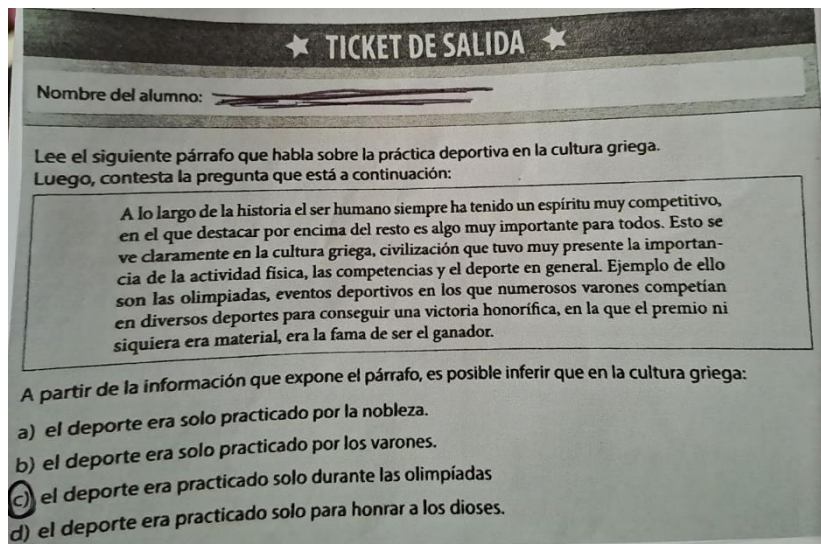 TICKET DE SALIDA
Nombre del alumno:
Lee el siguiente párrafo que habla sobre la práctica deportiva en la cultura griega.
Luego, contesta la pregunta que está a continuación:
A lo largo de la historia el ser humano siempre ha tenido un espíritu muy competitivo,
en el que destacar por encima del resto es algo muy importante para todos. Esto se
ve claramente en la cultura griega, civilización que tuvo muy presente la importan-
cia de la actividad física, las competencias y el deporte en general. Ejemplo de ello
son las olimpiadas, eventos deportivos en los que numerosos varones competían
en diversos deportes para conseguir una victoria honorífica, en la que el premio ni
siquiera era material, era la fama de ser el ganador.
A partir de la información que expone el párrafo, es posible inferir que en la cultura griega:
a) el deporte era solo practicado por la nobleza.
b) el deporte era solo practicado por los varones.
c) el deporte era practicado solo durante las olimpíadas
d) el deporte era practicado solo para honrar a los dioses.